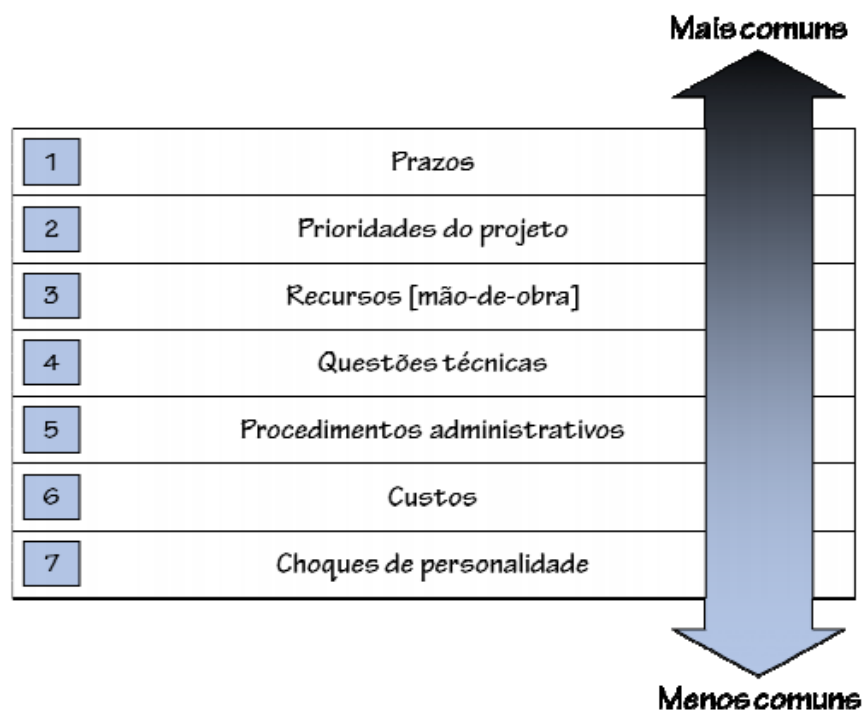 Mais comuns
1 Prazos
2 Prioridades do projeto
3 Recursos [mão-de-obra]
4 Questões técnicas
5 Procedimentos administrativos
6 Custos
7 Choques de personalidade
Menos comuns